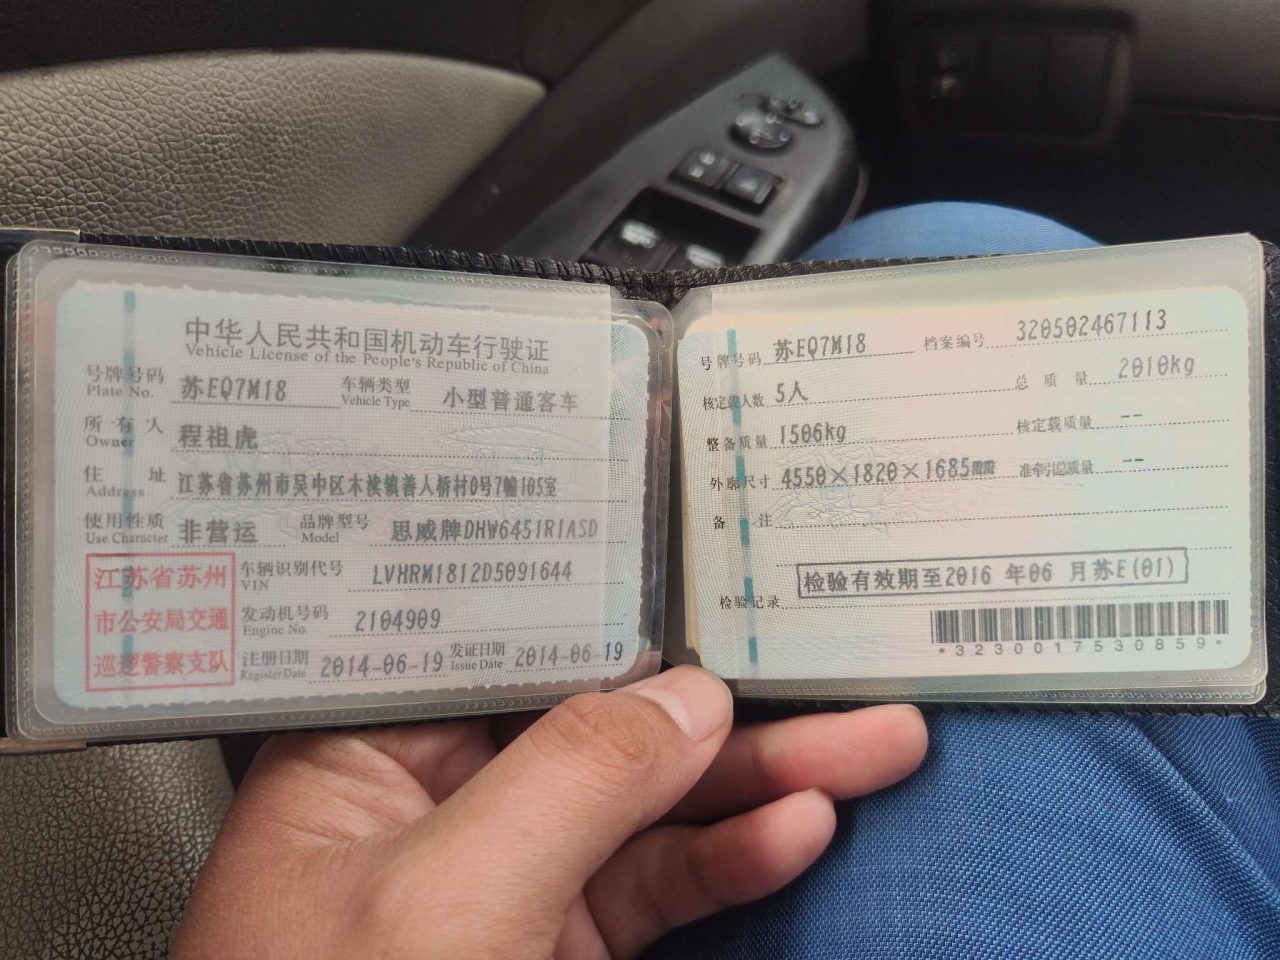 中华人民共和国机动车行驶证
Vehicle License of the People's Republic of China
号牌号码 苏EQ7M18 车辆类型 小型普通客车
Plate No. Vehicle Type
所有人 程祖虎
Owner
住址 江苏省苏州市吴中区木渎镇善人桥村0号7幢105室
Address
使用性质 非营运 品牌型号 思威牌DHW6451R1ASD
Use Character Model
江苏省苏州
市公安局交通
巡逻警察支队
车辆识别代号 LVHRM1812D5091644
VIN
发动机号码 2104909
Engine No.
注册日期 2014-06-19 发证日期 2014-06-19
Register Date Issue Date
号牌号码 苏EQ7M18 档案编号 320502467113
核定载人数 5人 总质量 2010kg
整备质量 1506kg 核定载质量 --
外廓尺寸 4550×1820×1685mm 准牵引总质量 --
备注
检验有效期至2016年06月苏E(01)
检验记录
*3230017530859*